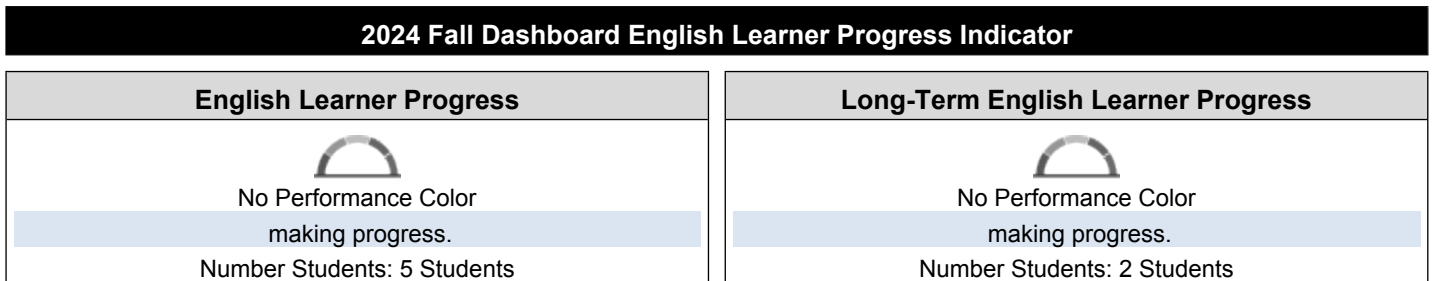 2024 Fall Dashboard English Learner Progress Indicator
English Learner Progress
No Performance Color
making progress.
Number Students: 5 Students
Long-Term English Learner Progress
No Performance Color
making progress.
Number Students: 2 Students